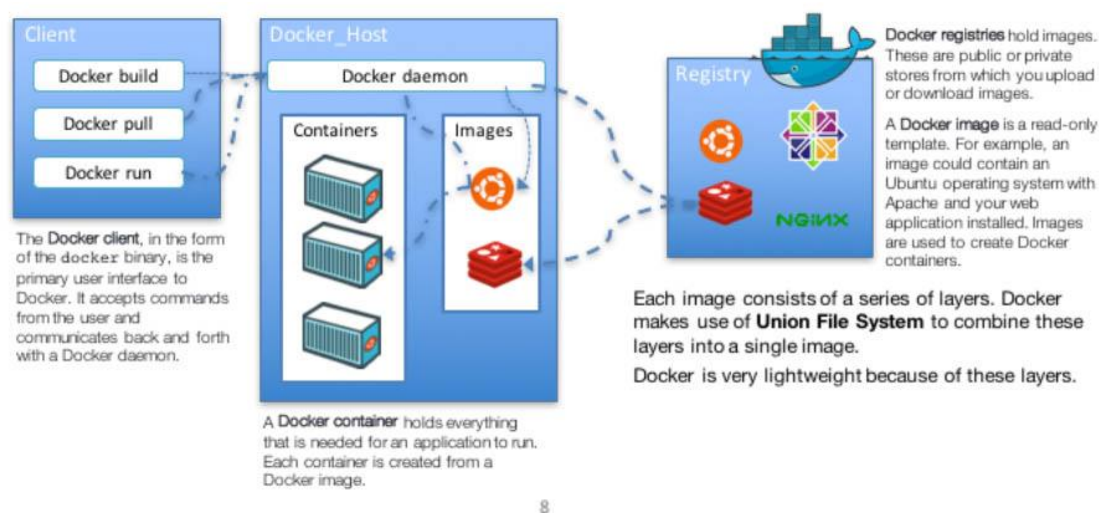 Client
Docker build
Docker pull
Docker run
The Docker client, in the form
of the docker binary, is the
primary user interface to
Docker. It accepts commands
from the user and
communicates back and forth
with a Docker daemon.
Docker_Host
Docker daemon
Containers
Images
A Docker container holds everything
that is needed for an application to run.
Each container is created from a
Docker image.
Registry
NGINX
Docker registries hold images.
These are public or private
stores from which you upload
or download images.
A Docker image is a read-only
template. For example, an
image could contain an
Ubuntu operating system with
Apache and your web
application installed. Images
are used to create Docker
containers.
Each image consists of a series of layers. Docker
makes use of Union File System to combine these
layers into a single image.
Docker is very lightweight because of these layers.
8